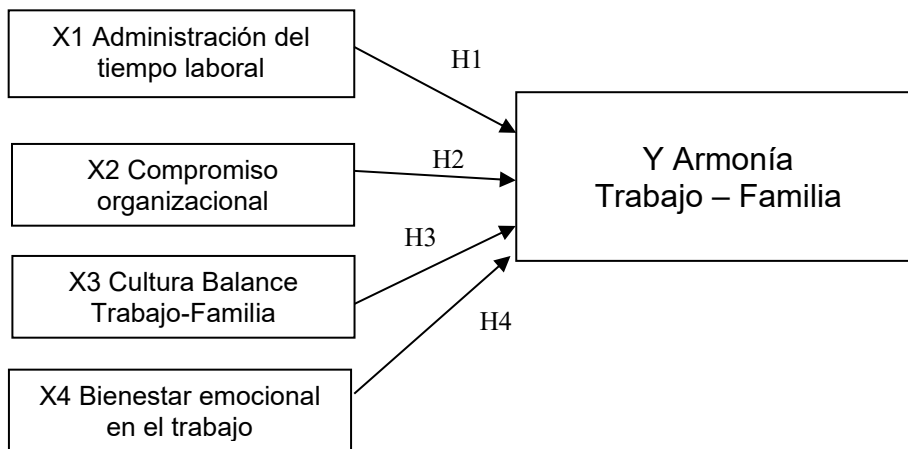 X1 Administración del
tiempo laboral
H1
X2 Compromiso
organizacional
H2
Y Armonía
Trabajo – Familia
H3
X3 Cultura Balance
Trabajo-Familia
H4
X4 Bienestar emocional
en el trabajo